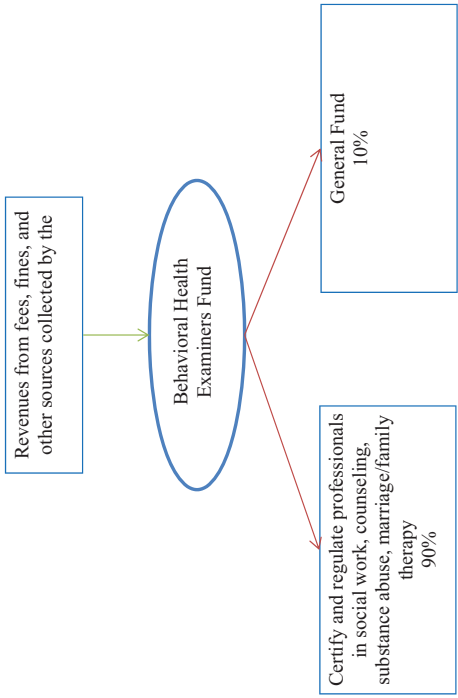 Revenues from fees, fines, and
other sources collected by the
Behavioral Health
Examiners Fund
Certify and regulate professionals
in social work, counseling,
substance abuse, marriage/family
therapy
90%
General Fund
10%